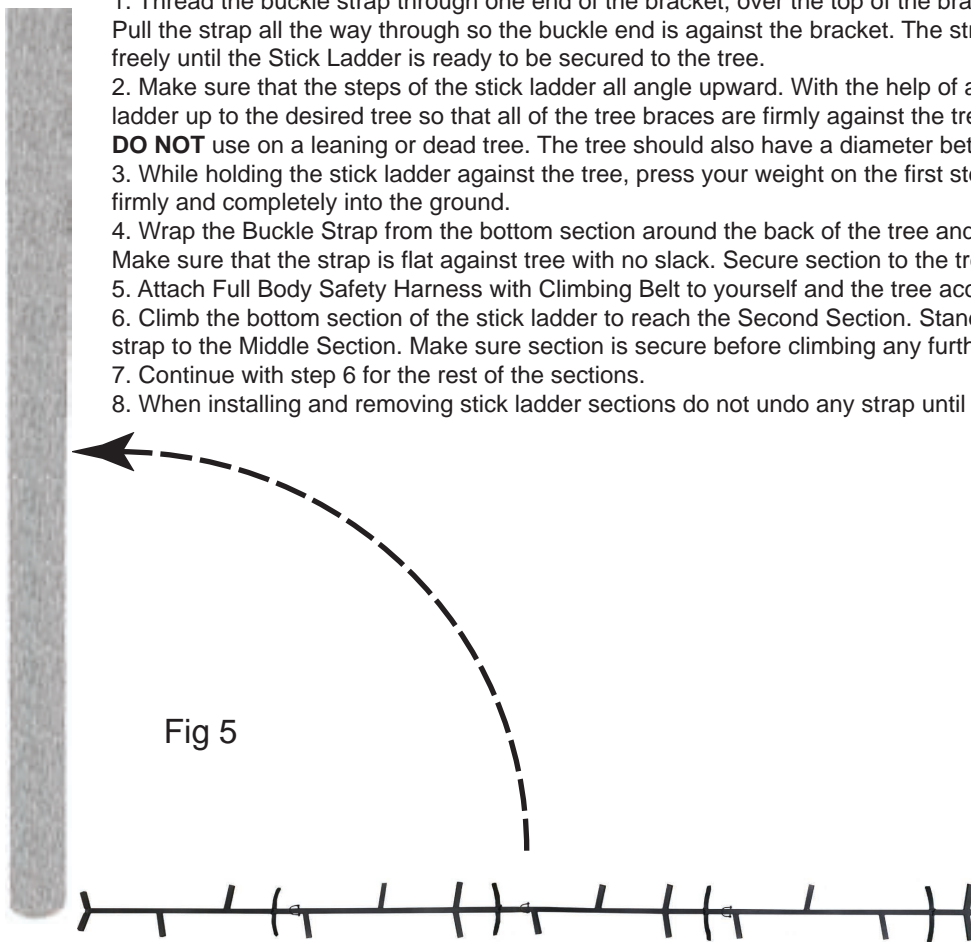 1. Thread the buckle strap through one end of the bracket, over the top of the
Pull the strap all the way through so the buckle end is against the bracket. The
freely until the Stick Ladder is ready to be secured to the tree.
2. Make sure that the steps of the stick ladder all angle upward. With the help of
ladder up to the desired tree so that all of the tree braces are firmly against the
DO NOT use on a leaning or dead tree. The tree should also have a diameter
3. While holding the stick ladder against the tree, press your weight on the first
firmly and completely into the ground.
4. Wrap the Buckle Strap from the bottom section around the back of the tree and
Make sure that the strap is flat against tree with no slack. Secure section to the
5. Attach Full Body Safety Harness with Climbing Belt to yourself and the tree
6. Climb the bottom section of the stick ladder to reach the Second Section.
strap to the Middle Section. Make sure section is secure before climbing any
7. Continue with step 6 for the rest of the sections.
8. When installing and removing stick ladder sections do not undo any strap until
Fig 5